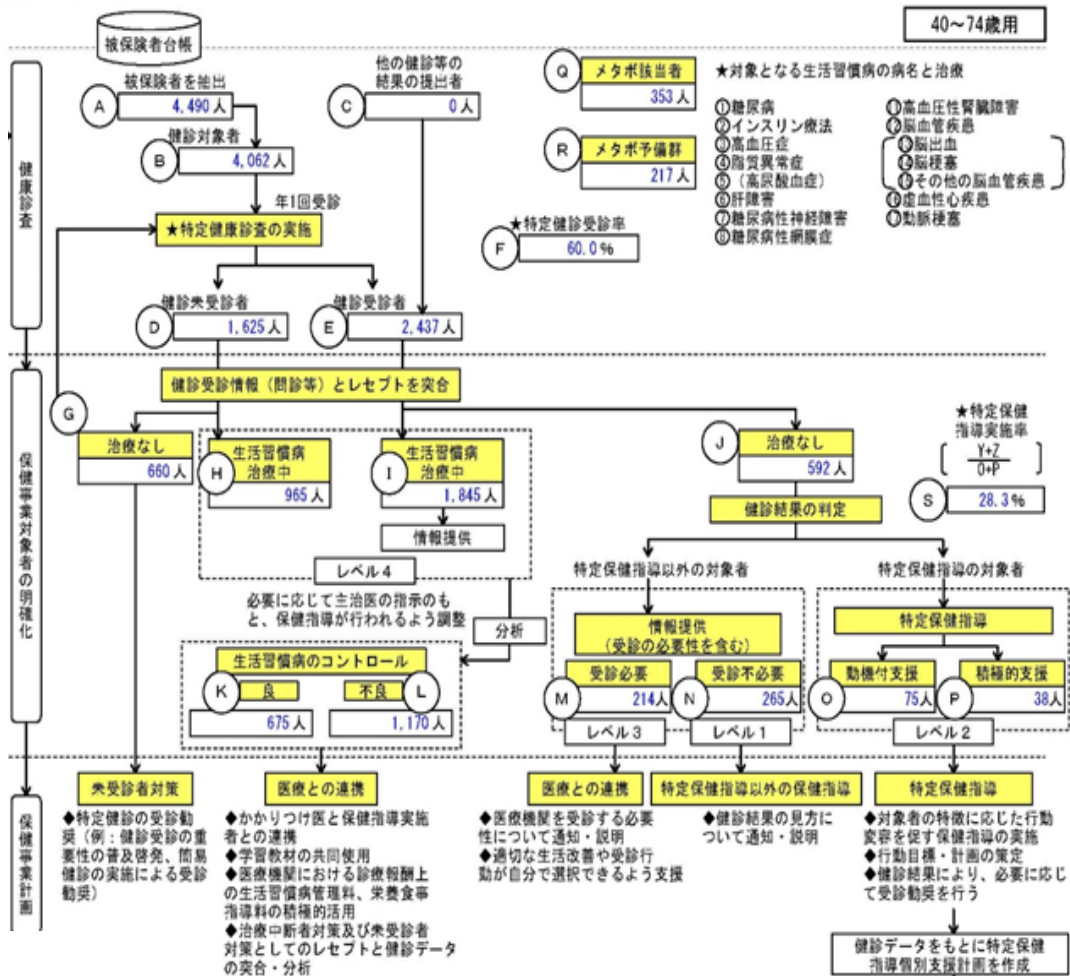 40～74歳用
被保険者台帳
被保険者を抽出
A
4,490 人
他の健診等の
結果の提出者
C
0 人
健診対象者
B
4,062 人
年1回受診
★特定健康診査の実施
健診未受診者
D
1,625 人
健診受診者
E
2,437 人
Q
メタボ該当者
353 人
R
メタボ予備群
217 人
★特定健診受診率
F
60.0 %
★対象となる生活習慣病の病名と治療
①糖尿病
②インスリン療法
③高血圧症
④脂質異常症
⑤（高尿酸血症）
⑥肝障害
⑦糖尿病性神経障害
⑧糖尿病性網膜症
⑪高血圧性腎臓障害
⑫脳血管疾患
⑬脳出血
⑭脳梗塞
⑮その他の脳血管疾患
⑯虚血性心疾患
⑰動脈梗塞
健康診査
健診受診情報（問診等）とレセプトを突合
G
治療なし
660 人
H
生活習慣病
治療中
965 人
I
生活習慣病
治療中
1,845 人
情報提供
レベル4
J
治療なし
592 人
健診結果の判定
★特定保健
指導実施率
Y+Z
O+P
S
28.3 %
特定保健指導以外の対象者
特定保健指導の対象者
必要に応じて主治医の指示のも
と、保健指導が行われるよう調整
分析
生活習慣病のコントロール
K
良
675 人
不良
L
1,170 人
情報提供
（受診の必要性を含む）
M
受診必要
214人
N
受診不必要
265人
レベル3
レベル1
特定保健指導
O
動機付支援
75人
P
積極的支援
38人
レベル2
保健事業対象者の明確化
未受診者対策
◆特定健診の受診勧
奨（例：健診受診の重
要性の普及啓発、簡易
健診の実施による受診
勧奨）
医療との連携
◆かかりつけ医と保健指導実施
者との連携
◆学習教材の共同使用
◆医療機関における診療報酬上
の生活習慣病管理料、栄養食事
指導料の積極的活用
◆治療中断者対策及び未受診者
対策としてのレセプトと健診データ
の突合・分析
医療との連携
◆医療機関を受診する必要
性について通知・説明
◆適切な生活改善や受診行
動が自分で選択できるよう支援
特定保健指導以外の保健指導
◆健診結果の見方に
ついて通知・説明
特定保健指導
◆対象者の特徴に応じた行動
変容を促す保健指導の実施
◆行動目標・計画の策定
◆健診結果により、必要に応じ
て受診勧奨を行う
健診データをもとに特定保健
指導個別支援計画を作成
保健事業計画